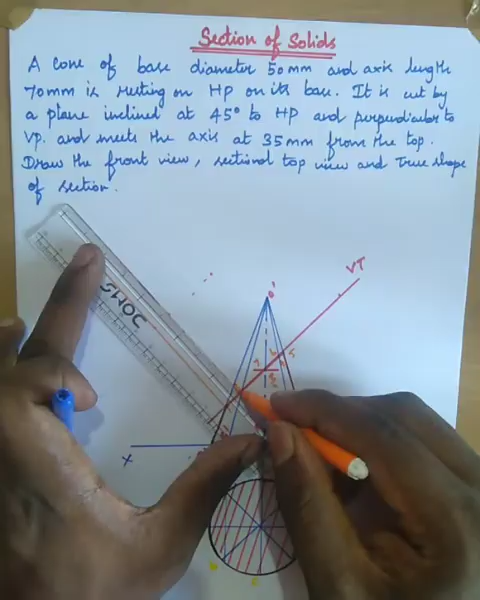 Section of Solids
A cone of base diameter 50mm and axis length
70mm is resting on HP on its base. It is cut by
a plane inclined at 45° to HP and perpendicular to
VP. and meets the axis at 35mm from the top.
Draw the front view, sectional top view and True shape
of section.
VT
o'
X